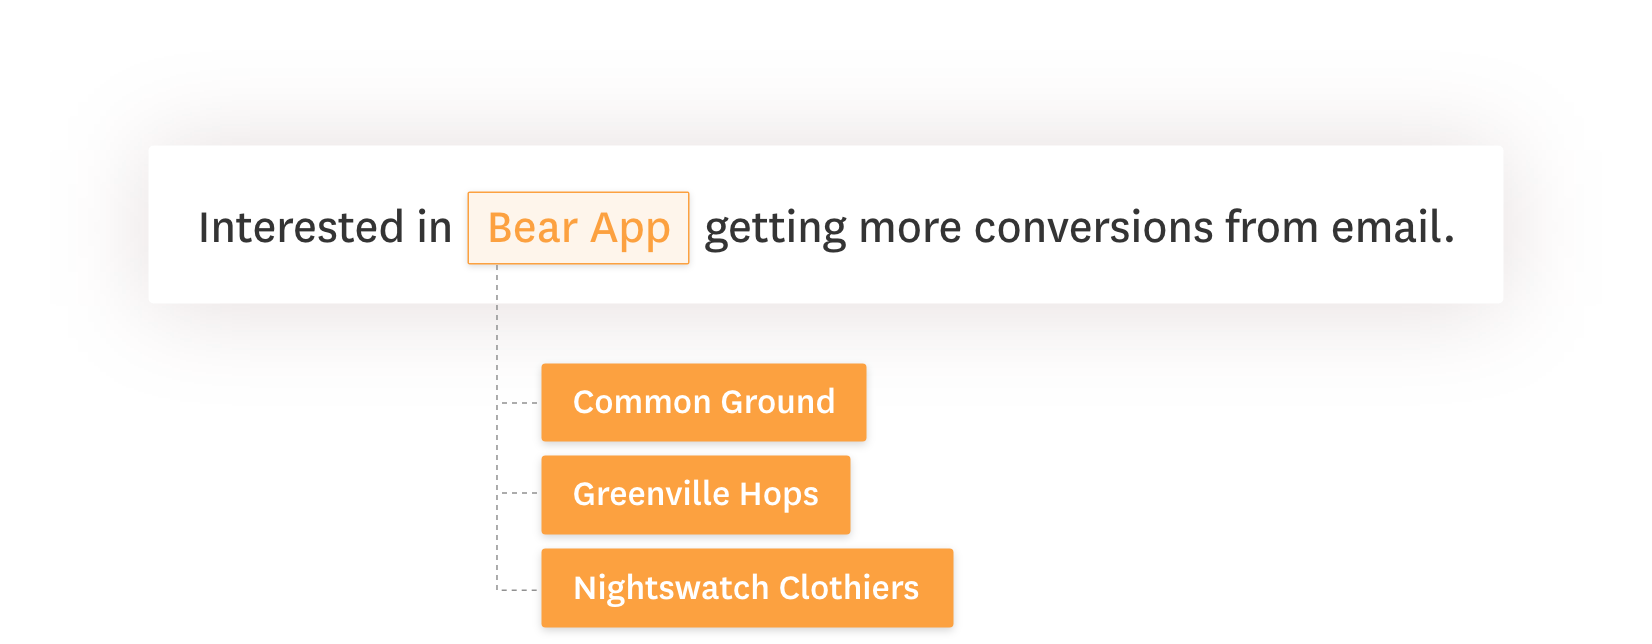 Interested in Bear App getting more conversions from email.
Common Ground
Greenville Hops
Nightswatch Clothiers